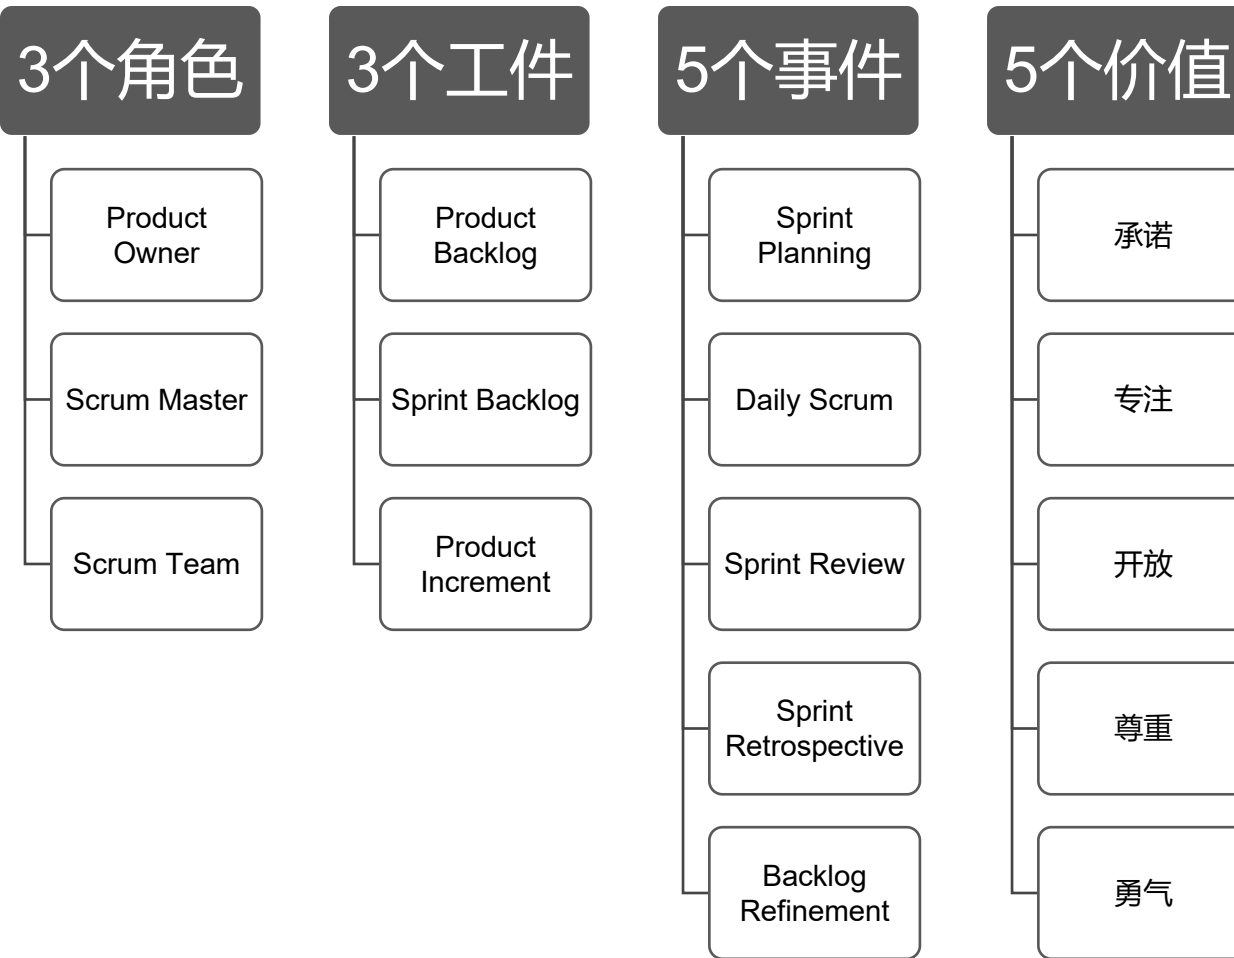 3个角色
Product
Owner
Scrum Master
Scrum Team
3个工件
Product
Backlog
Sprint Backlog
Product
Increment
5个事件
Sprint
Planning
Daily Scrum
Sprint Review
Sprint
Retrospective
Backlog
Refinement
5个价值
承诺
专注
开放
尊重
勇气